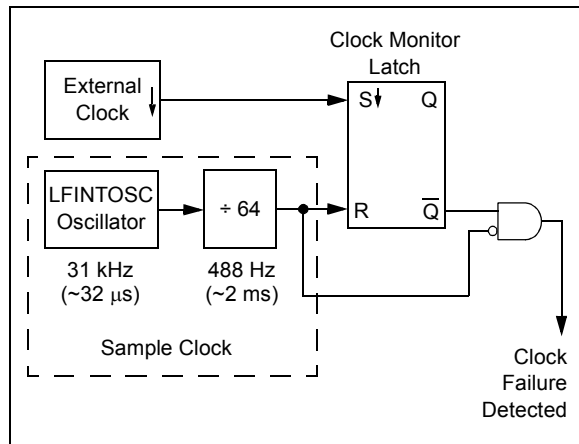 Clock Monitor
Latch
External
Clock
S
Q
LFINTOSC
Oscillator
÷ 64
R
Q̅
31 kHz
(~32 μs)
488 Hz
(~2 ms)
Sample Clock
Clock
Failure
Detected